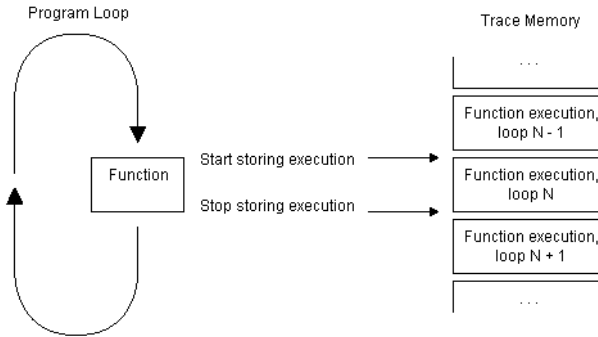 Program Loop
Trace Memory
. . .
Function execution,
loop N - 1
Function
Start storing execution
Function execution,
loop N
Stop storing execution
Function execution,
loop N + 1
. . .